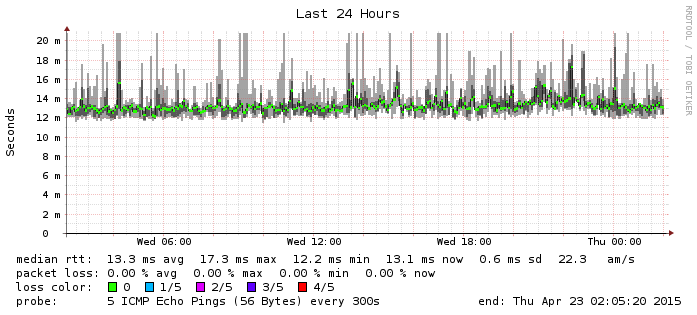 Last 24 Hours
RRDTOOL / TOBI OETIKER
Seconds
20 m
18 m
16 m
14 m
12 m
10 m
8 m
6 m
4 m
2 m
0
Wed 06:00 Wed 12:00 Wed 18:00 Thu 00:00
median rtt: 13.3 ms avg 17.3 ms max 12.2 ms min 13.1 ms now 0.6 ms sd 22.3 am/s
packet loss: 0.00 % avg 0.00 % max 0.00 % min 0.00 % now
loss color: 0 1/5 2/5 3/5 4/5
probe: 5 ICMP Echo Pings (56 Bytes) every 300s end: Thu Apr 23 02:05:20 2015